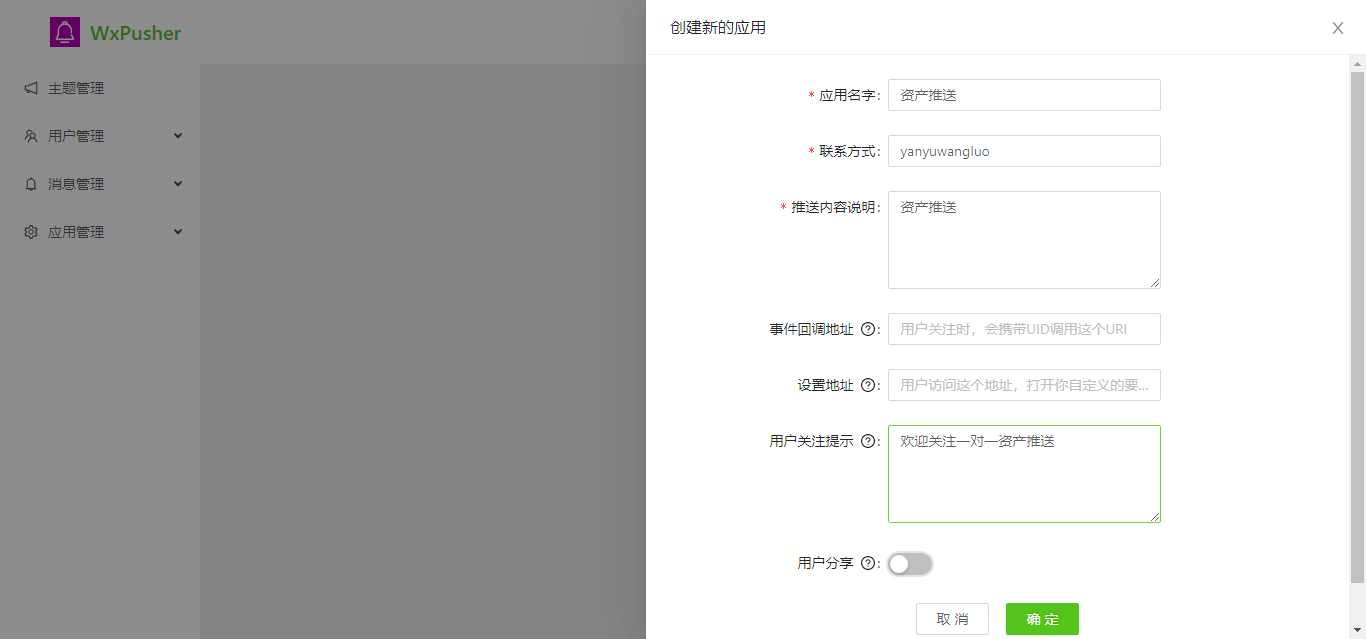 WxPusher
主题管理
用户管理
消息管理
应用管理
创建新的应用
* 应用名字: 资产推送
* 联系方式: yanyuwangluo
* 推送内容说明: 资产推送
事件回调地址 ?: 用户关注时，会携带UID调用这个URI
设置地址 ?: 用户访问这个地址，打开你自定义的要...
用户关注提示 ?: 欢迎关注一对一资产推送
用户分享 ?:
取 消 确 定